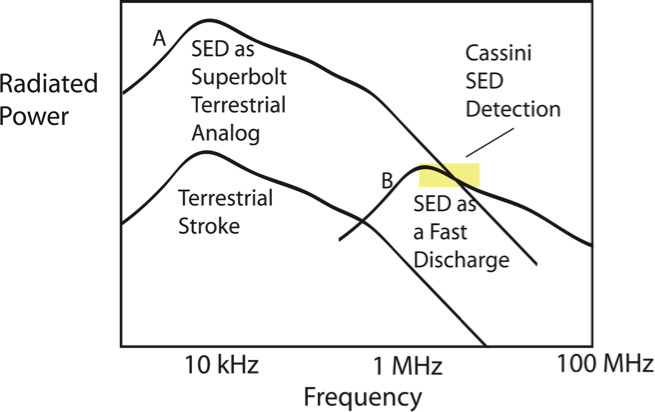 A
SED as
Superbolt
Terrestrial
Analog
Cassini
SED
Detection
Radiated
Power
B
Terrestrial
Stroke
SED as
a Fast
Discharge
10 kHz
1 MHz
100 MHz
Frequency